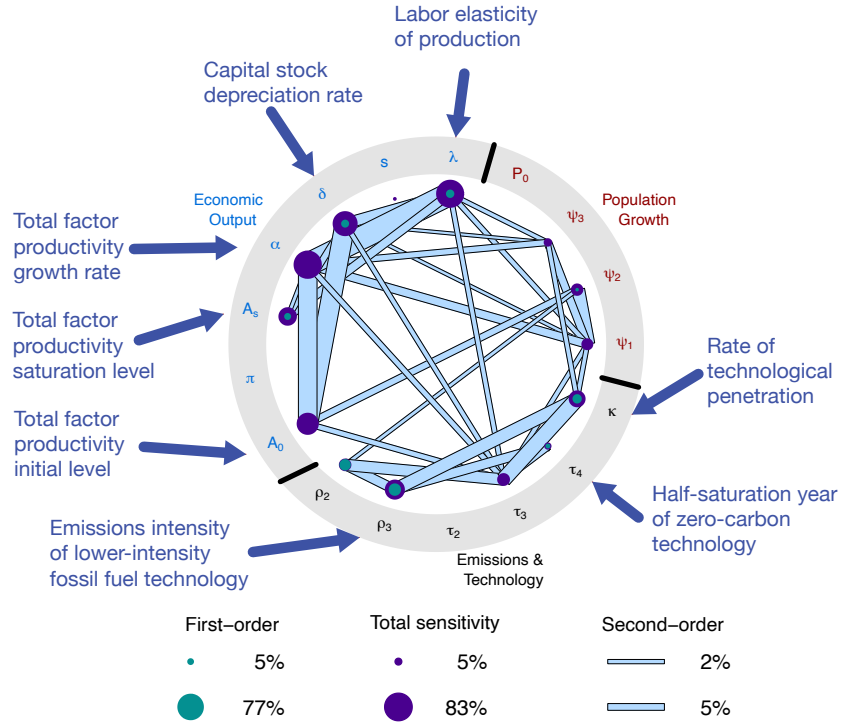 Labor elasticity
of production
Capital stock
depreciation rate
λ
s
P₀
δ
ψ₃
Economic
Output
Population
Growth
Total factor
productivity
growth rate
α
ψ₂
Total factor
productivity
saturation level
Aₛ
ψ₁
Rate of
technological
penetration
π
κ
Total factor
productivity
initial level
A₀
τ₄
ρ₂
Half-saturation year
of zero-carbon
technology
Emissions intensity
of lower-intensity
fossil fuel technology
ρ₃
τ₂
τ₃
Emissions &
Technology
First−order Total sensitivity Second−order
5% 5% 2%
77% 83% 5%